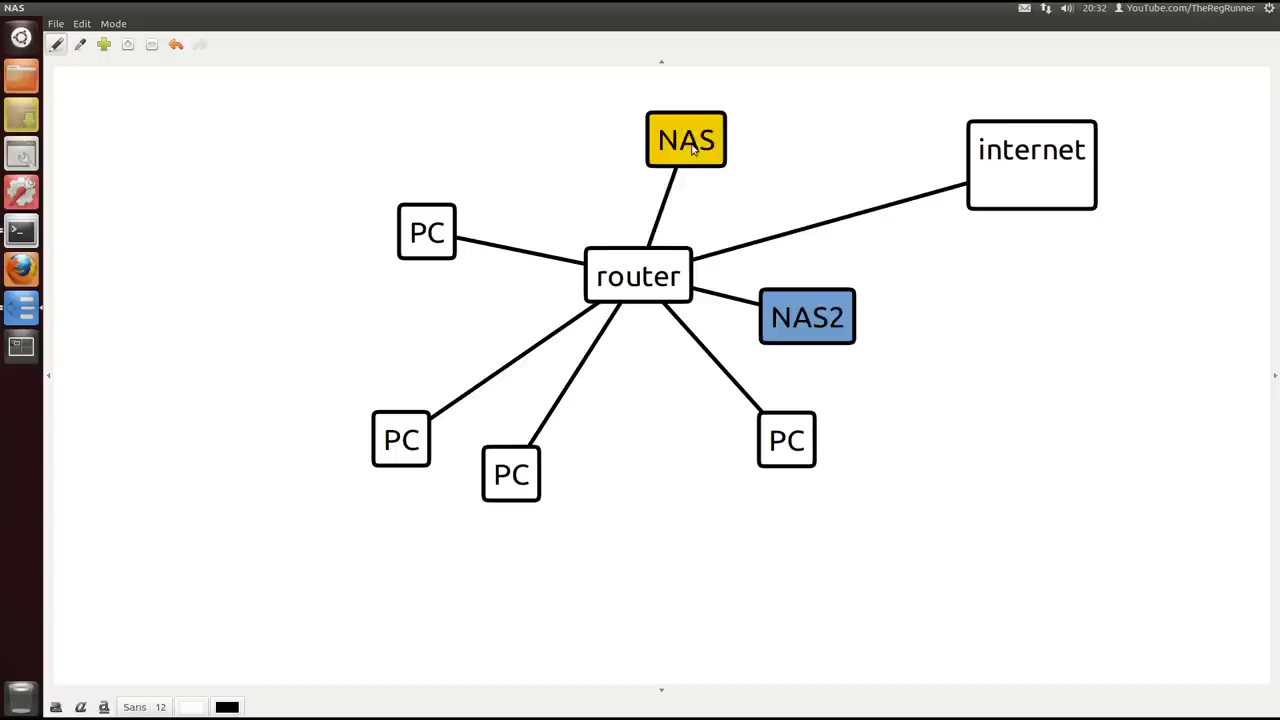 NAS
20:32 YouTube.com/TheRegRunner
File Edit Mode
NAS
internet
PC
router
NAS2
PC
PC
PC
Sans 12